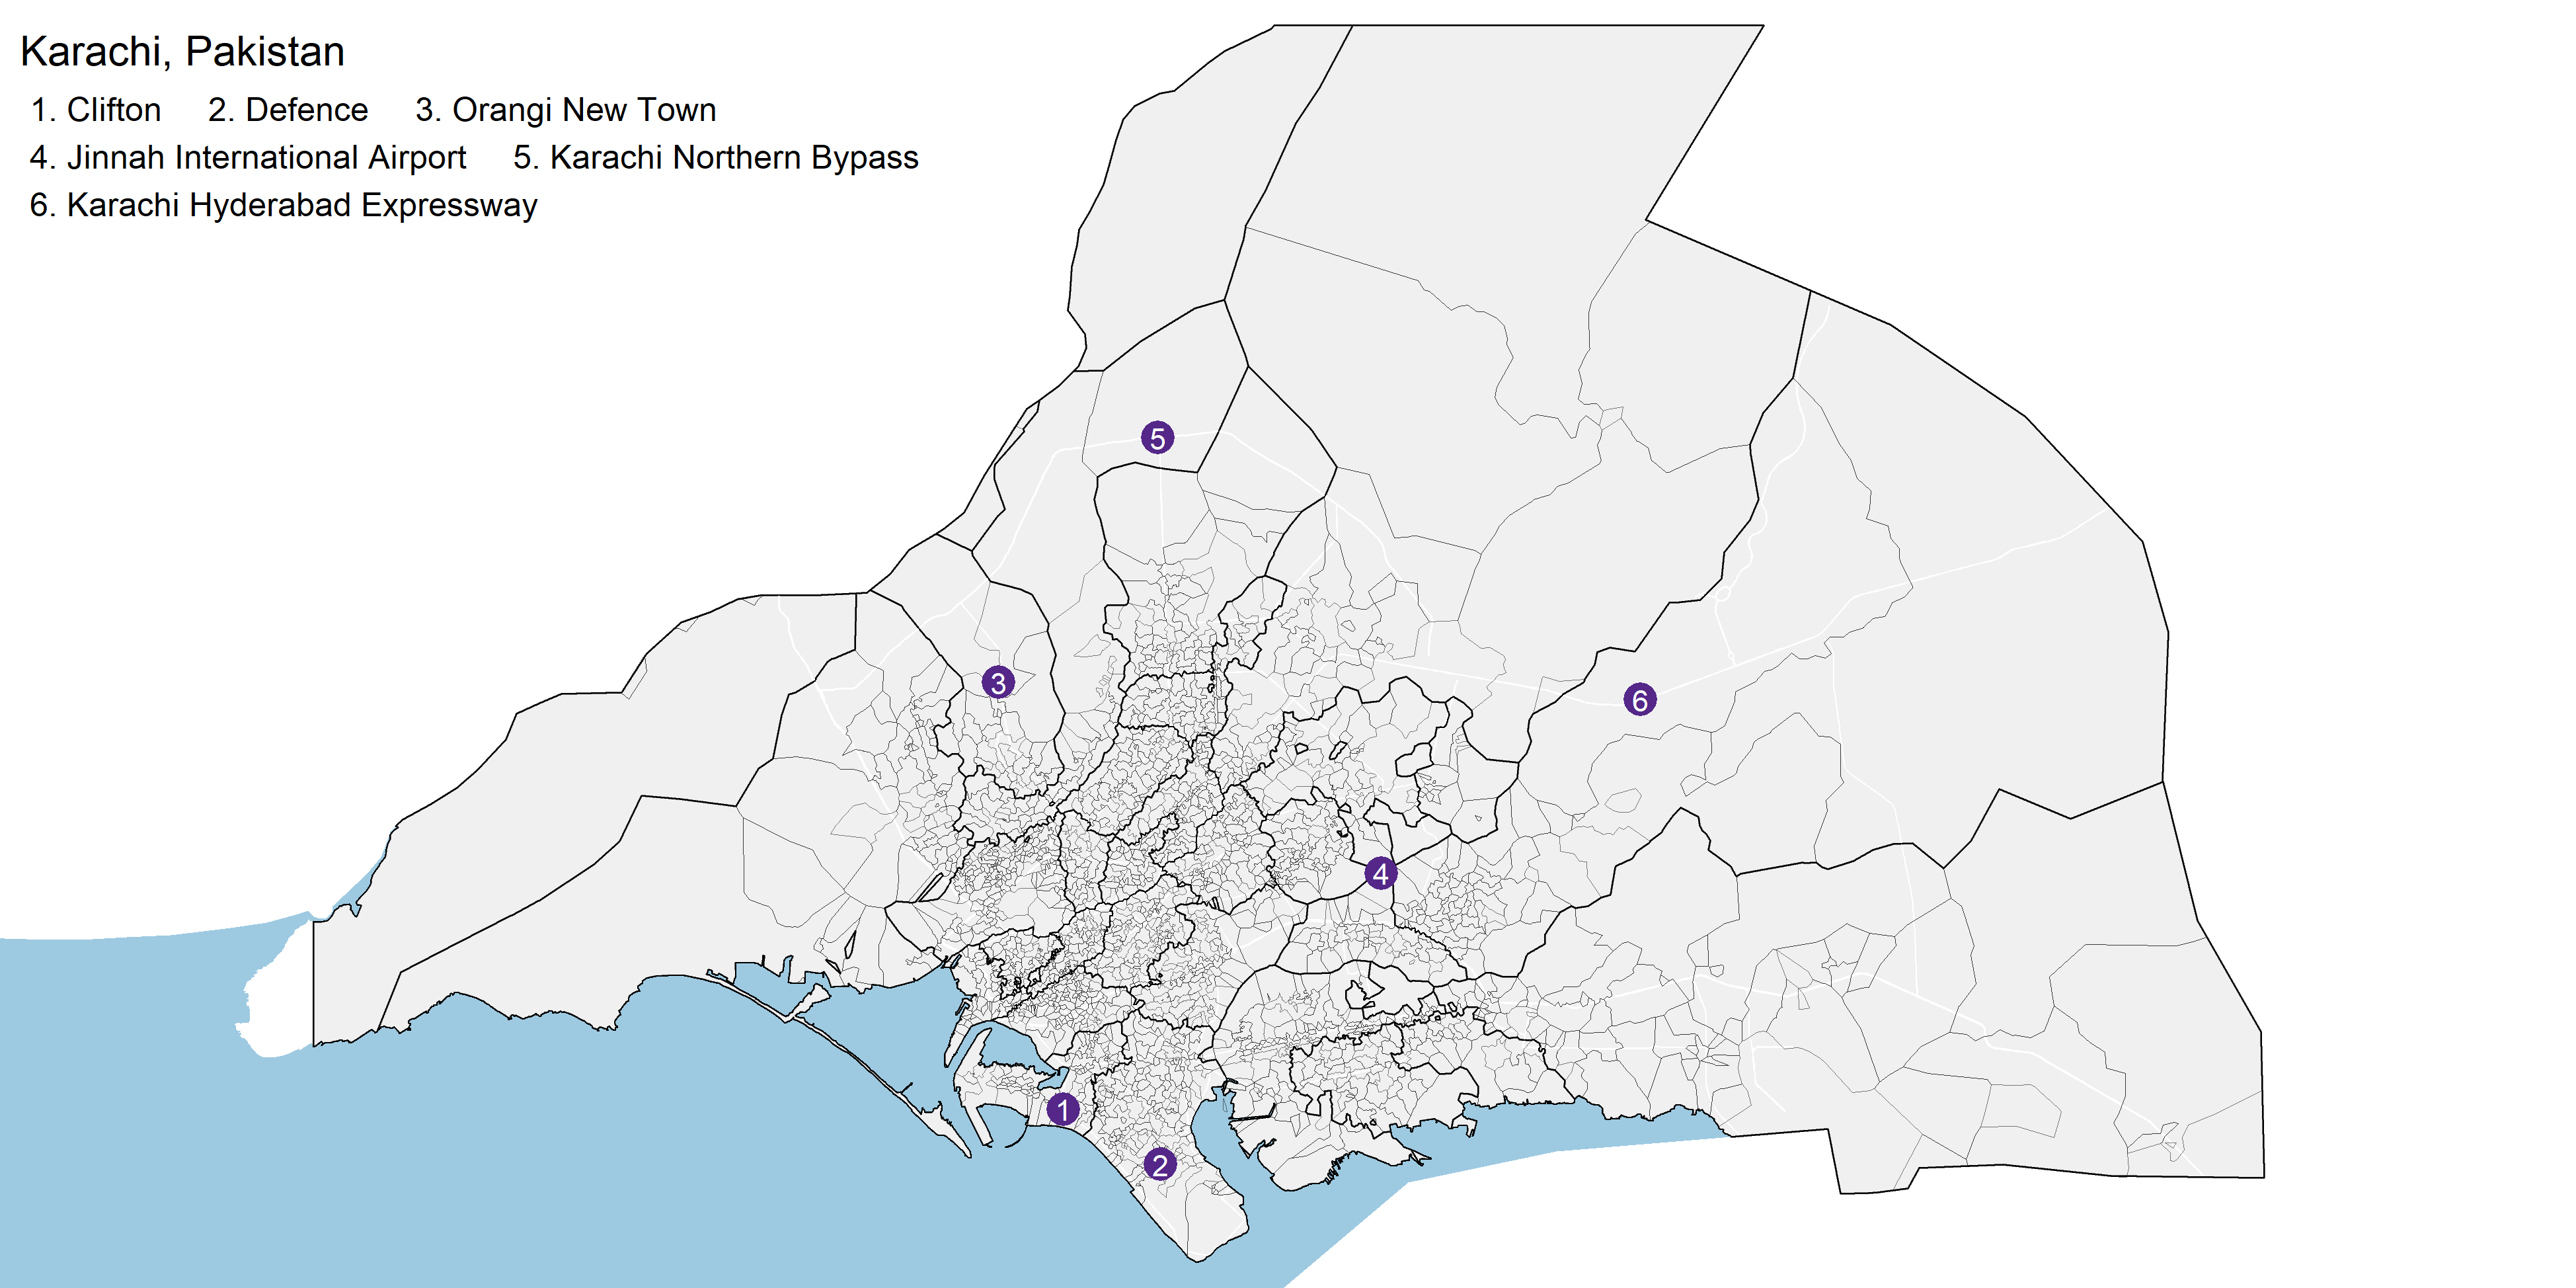 Karachi, Pakistan
1. Clifton 2. Defence 3. Orangi New Town
4. Jinnah International Airport 5. Karachi Northern Bypass
6. Karachi Hyderabad Expressway
5
3
6
4
1
2